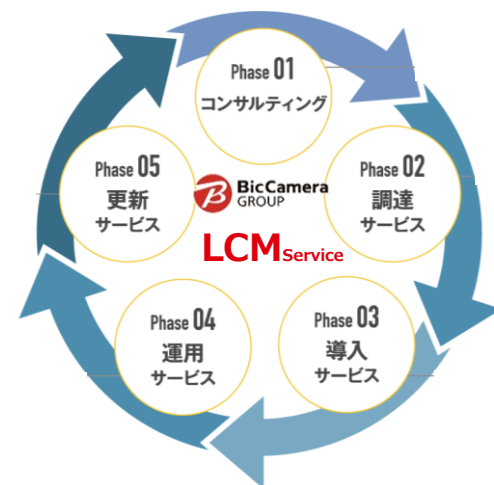 Phase 01
コンサルティング
Phase 02
調達
サービス
Phase 03
導入
サービス
Phase 04
運用
サービス
Phase 05
更新
サービス
B
BicCamera
GROUP
LCM Service